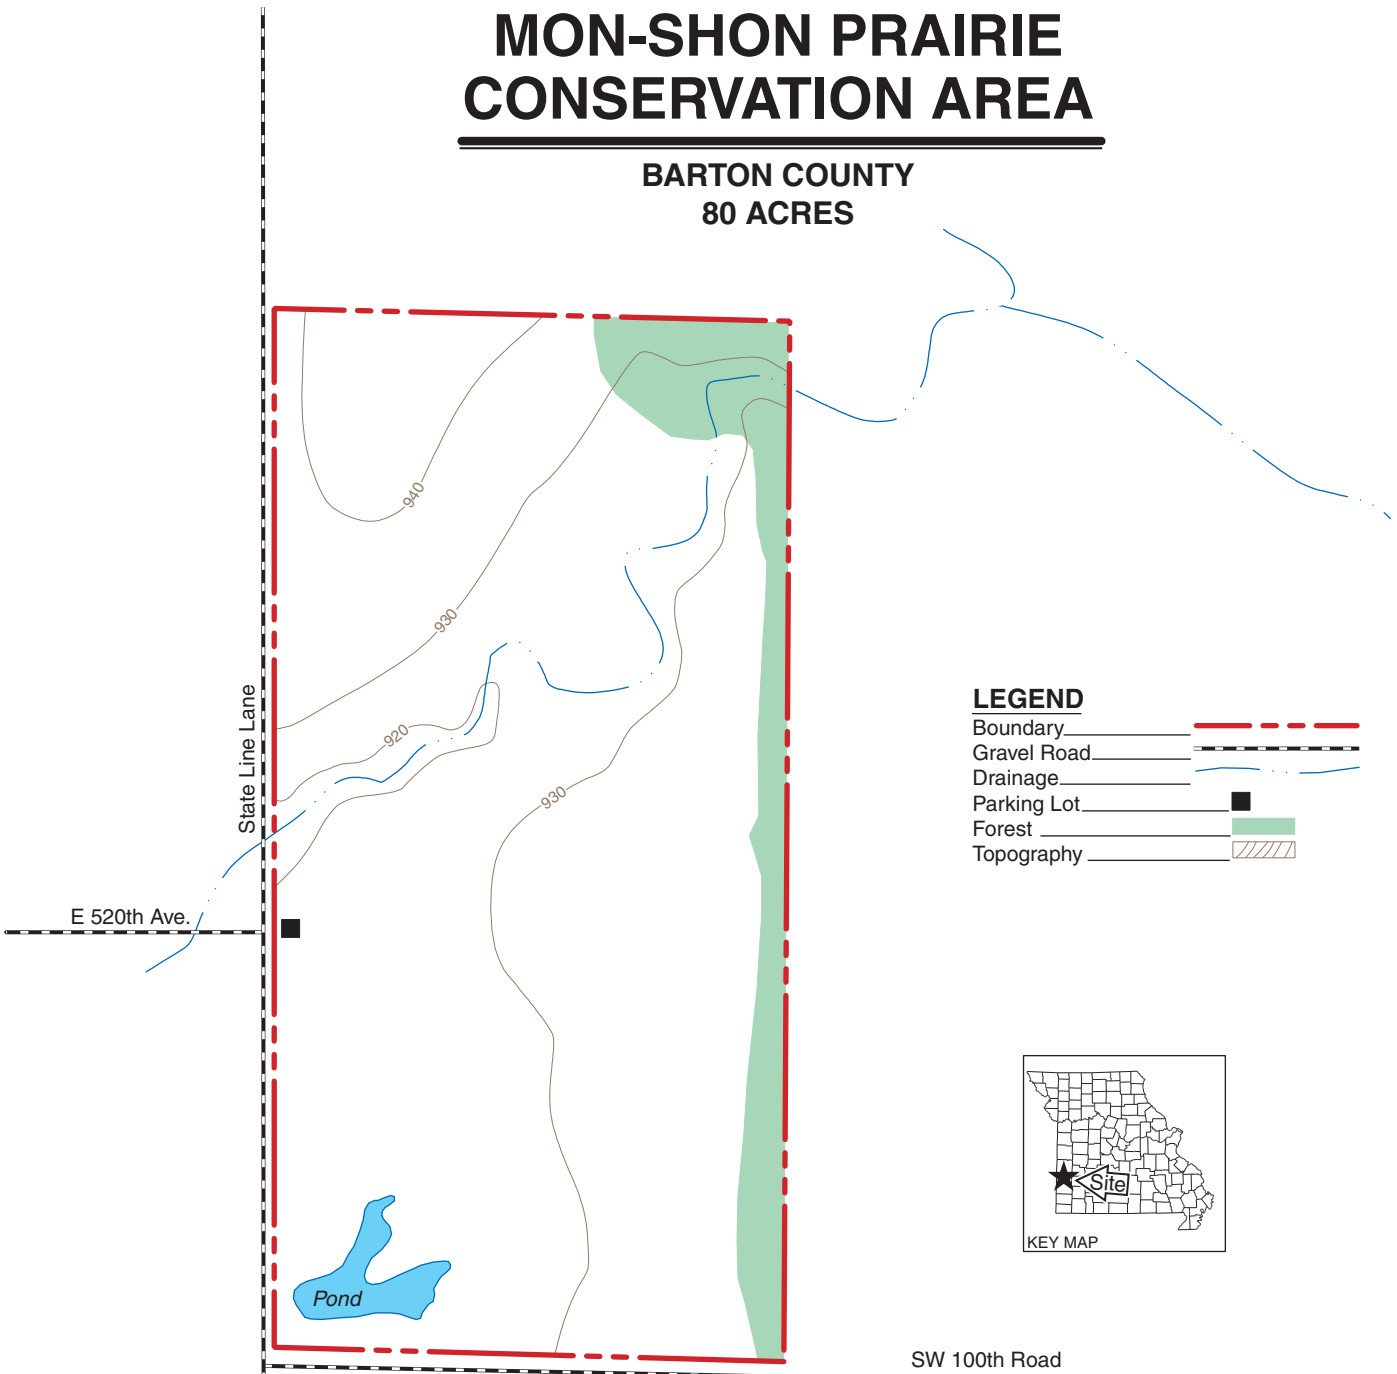 MON-SHON PRAIRIE
CONSERVATION AREA
BARTON COUNTY
80 ACRES
940
930
920
930
State Line Lane
E 520th Ave.
Pond
LEGEND
Boundary
Gravel Road
Drainage
Parking Lot
Forest
Topography
Site
KEY MAP
SW 100th Road